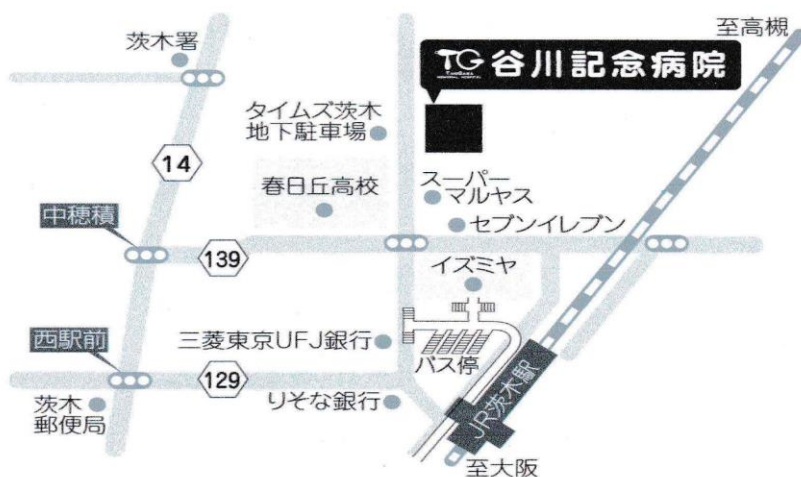 至高槻
茨木署
TG 谷川記念病院
TANIGAWA
MEMORIAL HOSPITAL
タイムズ茨木
地下駐車場
14
スーパー
マルヤス
春日丘高校
セブンイレブン
中穂積
139
イズミヤ
西駅前
三菱東京UFJ銀行
バス停
129
JR茨木駅
りそな銀行
茨木
郵便局
至大阪